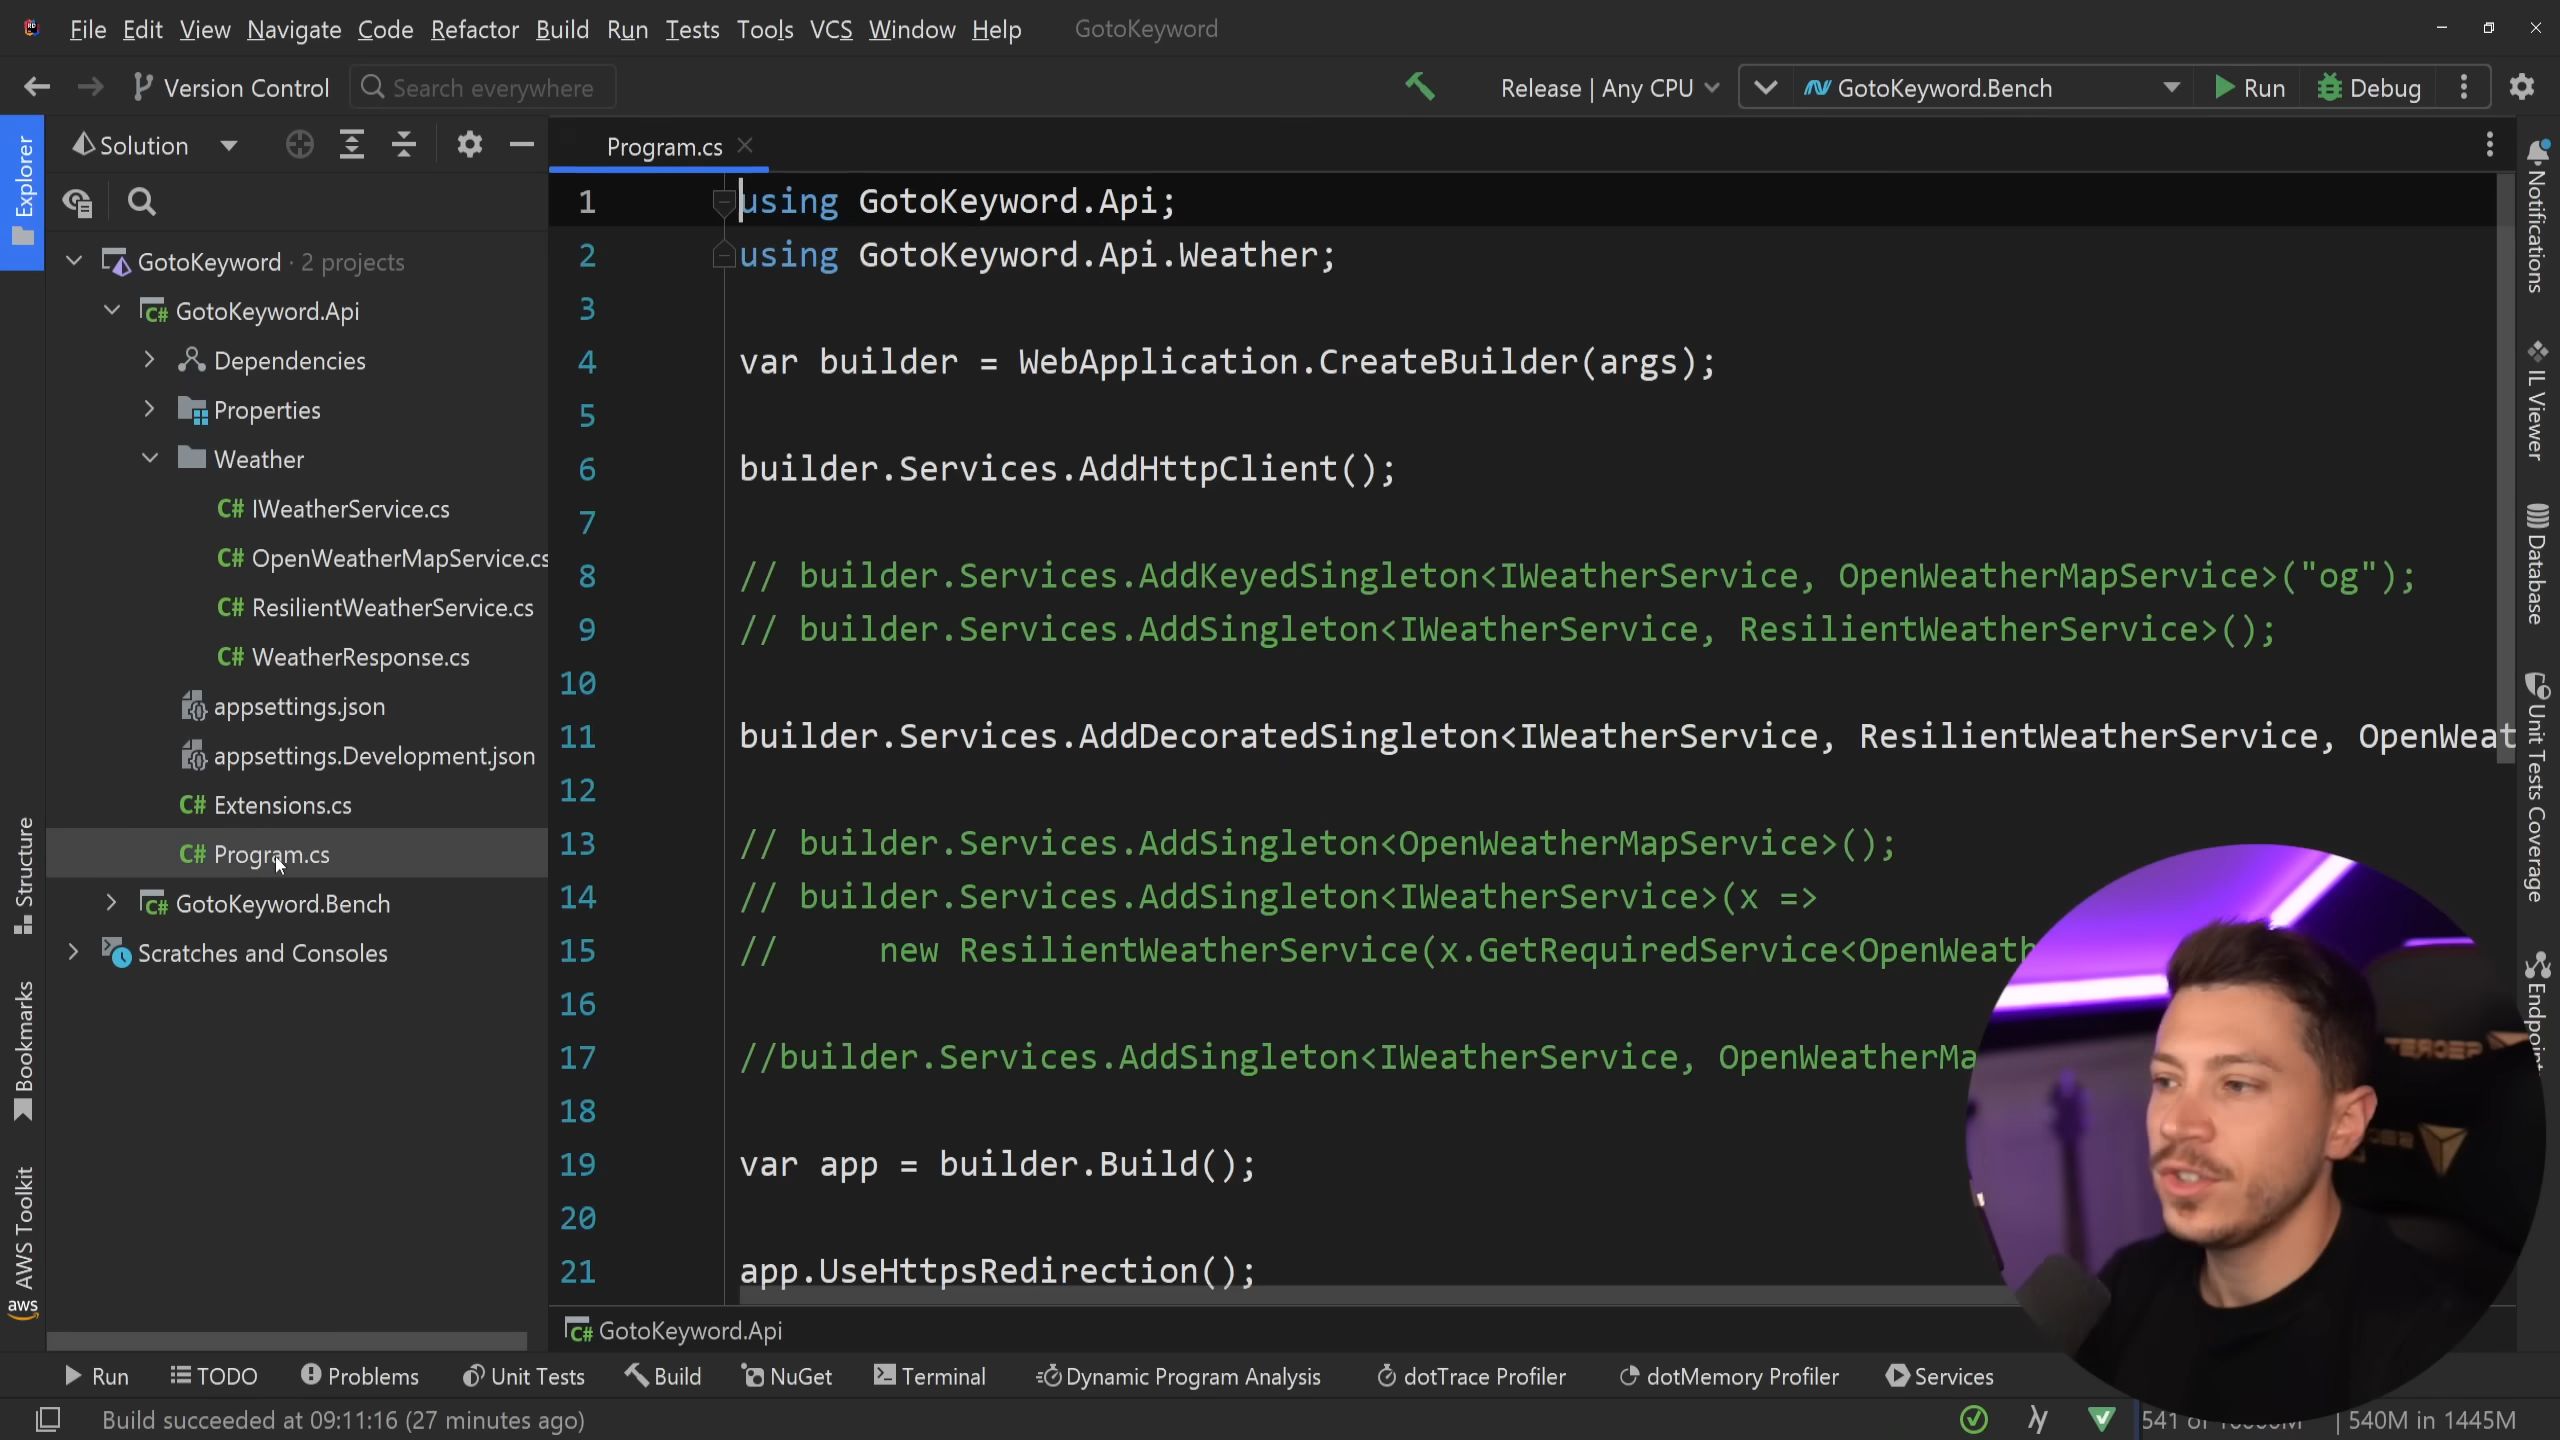 File Edit View Navigate Code Refactor Build Run Tests Tools VCS Window Help GotoKeyword
Version Control Search everywhere Release | Any CPU GotoKeyword.Bench Run Debug
Explorer
Structure
Bookmarks
AWS Toolkit
aws
Solution
GotoKeyword · 2 projects
GotoKeyword.Api
Dependencies
Properties
Weather
C# IWeatherService.cs
C# OpenWeatherMapService.cs
C# ResilientWeatherService.cs
C# WeatherResponse.cs
appsettings.json
appsettings.Development.json
C# Extensions.cs
C# Program.cs
GotoKeyword.Bench
Scratches and Consoles
Program.cs
1 using GotoKeyword.Api;
2 using GotoKeyword.Api.Weather;
3
4 var builder = WebApplication.CreateBuilder(args);
5
6 builder.Services.AddHttpClient();
7
8 // builder.Services.AddKeyedSingleton<IWeatherService, OpenWeatherMapService>("og");
9 // builder.Services.AddSingleton<IWeatherService, ResilientWeatherService>();
10
11 builder.Services.AddDecoratedSingleton<IWeatherService, ResilientWeatherService, OpenWeat
12
13 // builder.Services.AddSingleton<OpenWeatherMapService>();
14 // builder.Services.AddSingleton<IWeatherService>(x =>
15 // new ResilientWeatherService(x.GetRequiredService<OpenWeath
16
17 //builder.Services.AddSingleton<IWeatherService, OpenWeatherMa
18
19 var app = builder.Build();
20
21 app.UseHttpsRedirection();
C# GotoKeyword.Api
Notifications
IL Viewer
Database
Unit Tests Coverage
Endpoint
Run TODO Problems Unit Tests Build NuGet Terminal Dynamic Program Analysis dotTrace Profiler dotMemory Profiler Services
Build succeeded at 09:11:16 (27 minutes ago) 541 of 540M in 1445M